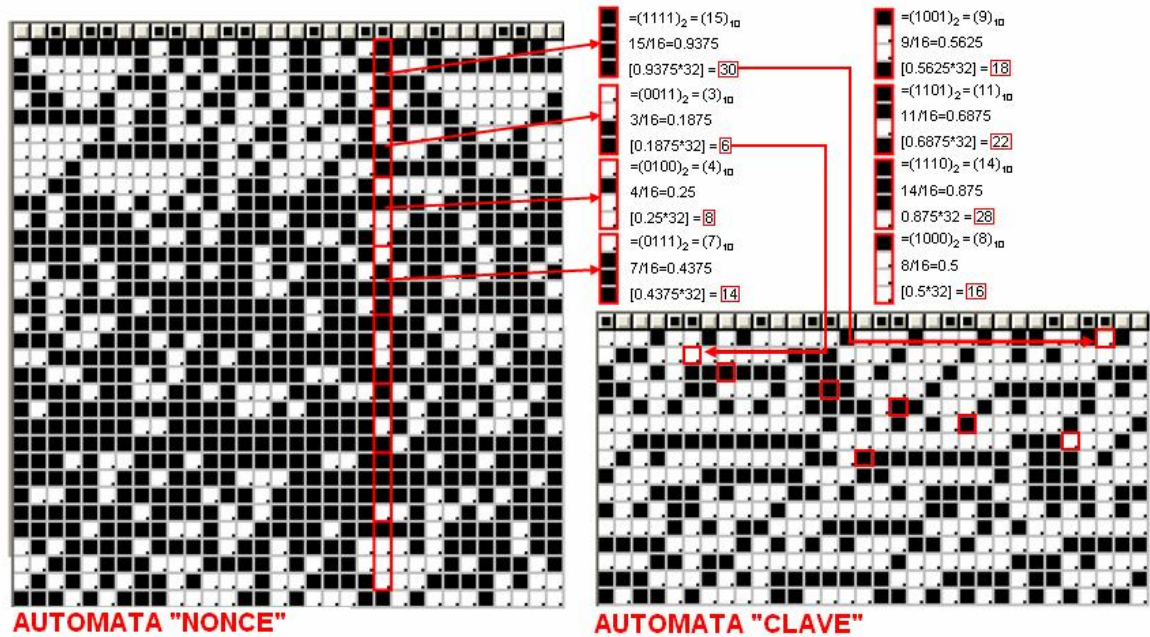 =(1111)₂ = (15)₁₀
15/16=0.9375
[0.9375*32] = 30
=(0011)₂ = (3)₁₀
3/16=0.1875
[0.1875*32] = 6
=(0100)₂ = (4)₁₀
4/16=0.25
[0.25*32] = 8
=(0111)₂ = (7)₁₀
7/16=0.4375
[0.4375*32] = 14
=(1001)₂ = (9)₁₀
9/16=0.5625
[0.5625*32] = 18
=(1101)₂ = (11)₁₀
11/16=0.6875
[0.6875*32] = 22
=(1110)₂ = (14)₁₀
14/16=0.875
0.875*32 = 28
=(1000)₂ = (8)₁₀
8/16=0.5
[0.5*32] = 16
AUTOMATA "NONCE"
AUTOMATA "CLAVE"